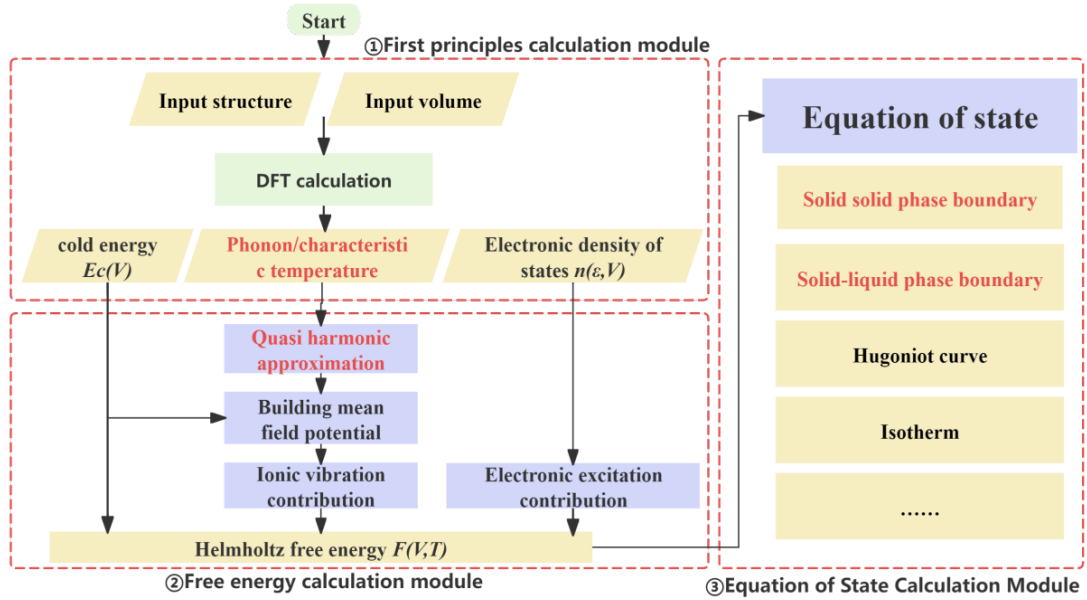 Start
①First principles calculation module
Input structure
Input volume
DFT calculation
cold energy
Ec(V)
Phonon/characteristi
c temperature
Electronic density of
states n(ε,V)
Quasi harmonic
approximation
Building mean
field potential
Ionic vibration
contribution
Electronic excitation
contribution
Helmholtz free energy F(V,T)
②Free energy calculation module
Equation of state
Solid solid phase boundary
Solid-liquid phase boundary
Hugoniot curve
Isotherm
……
③Equation of State Calculation Module